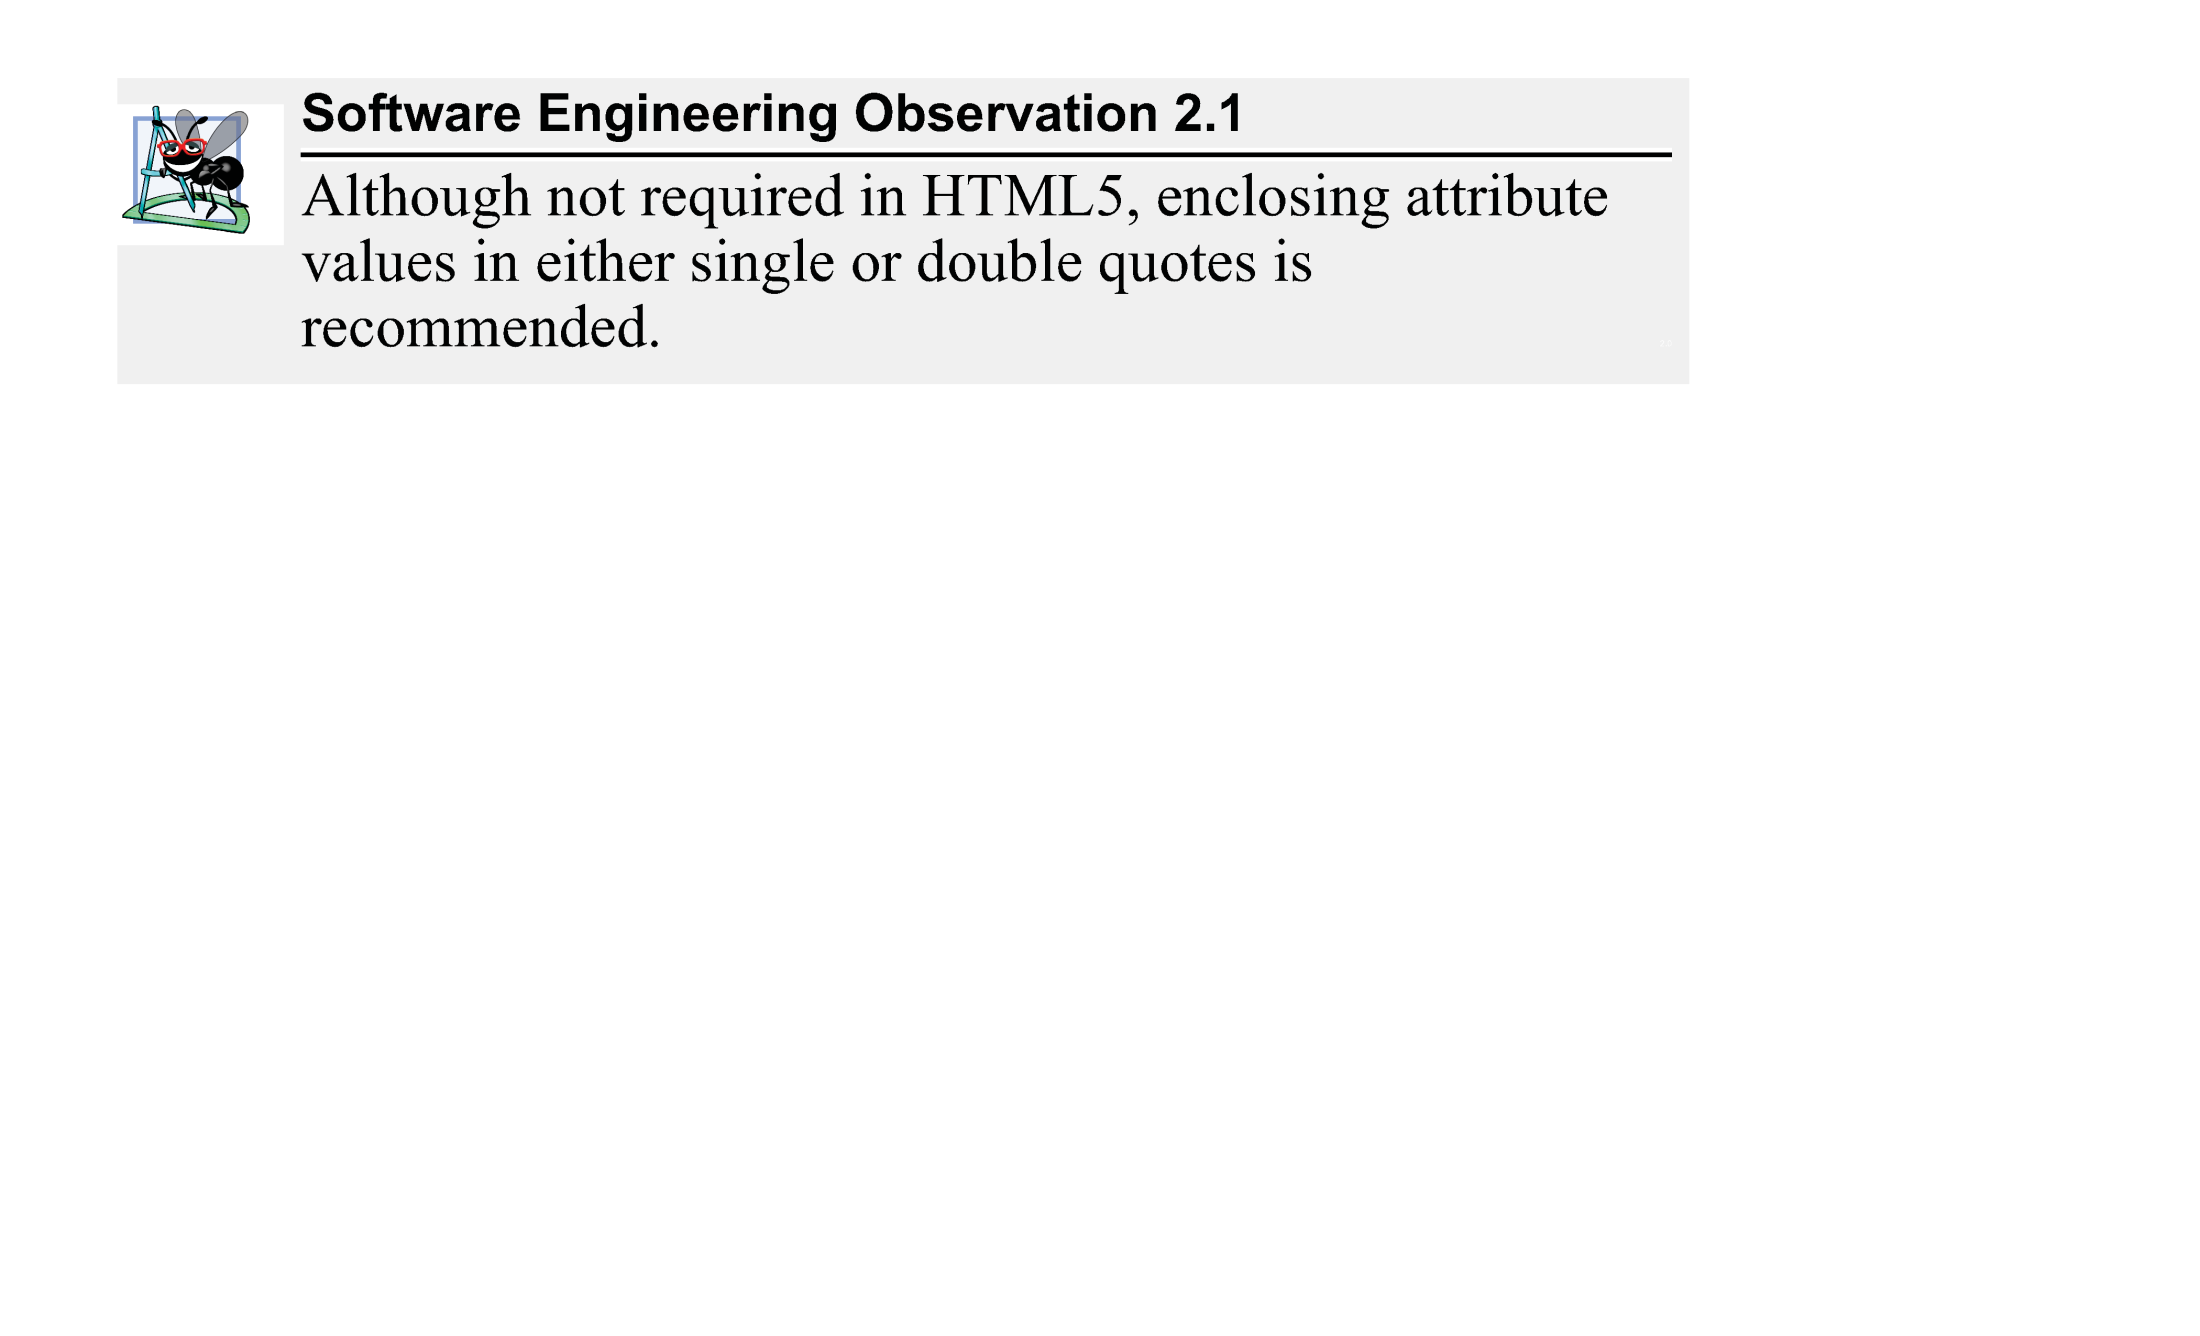 Software Engineering Observation 2.1
Although not required in HTML5, enclosing attribute
values in either single or double quotes is
recommended.